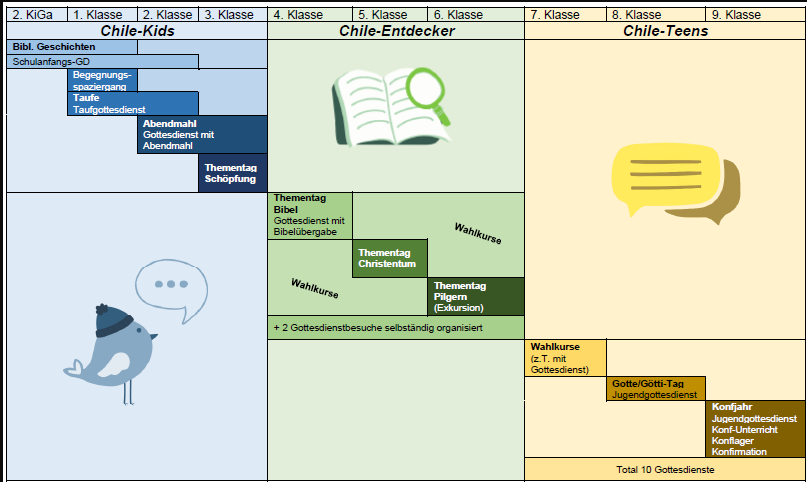 2. KiGa 1. Klasse 2. Klasse 3. Klasse 4. Klasse 5. Klasse 6. Klasse 7. Klasse 8. Klasse 9. Klasse
Chile-Kids Chile-Entdecker Chile-Teens
Bibl. Geschichten
Schulanfangs-GD
Begegnungs-
spaziergang
Taufe
Taufgottesdienst
Abendmahl
Gottesdienst mit
Abendmahl
Thementag
Schöpfung
Thementag
Bibel
Gottesdienst mit
Bibelübergabe
Wahlkurse
Thementag
Christentum
Wahlkurse
Thementag
Pilgern
(Exkursion)
+ 2 Gottesdienstbesuche selbständig organisiert
Wahlkurse
(z.T. mit
Gottesdienst)
Gotte/Götti-Tag
Jugendgottesdienst
Konfjahr
Jugendgottesdienst
Konf-Unterricht
Konflager
Konfirmation
Total 10 Gottesdienste